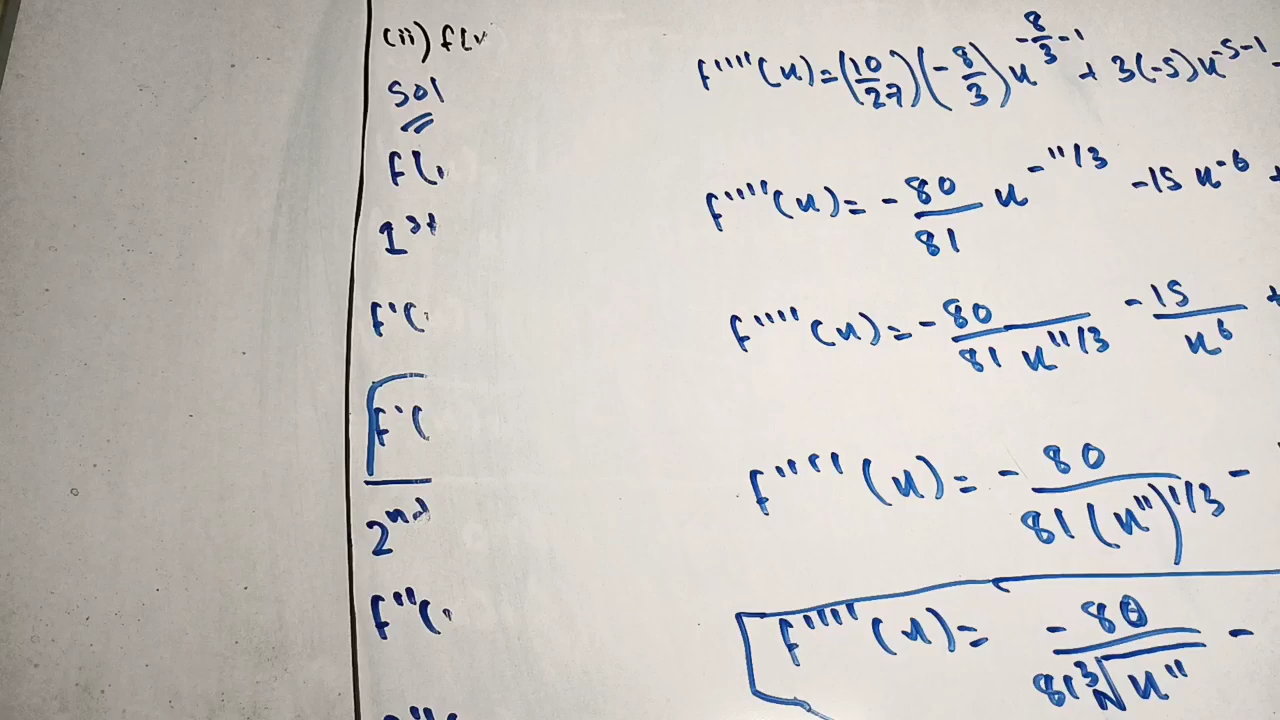 (ii) f(x
sol
f(
1st
f'(
f'(
2nd
f''(
f''''(x) = (10/27)(-8/3) x^{-8/3-1} + 3(-5) x^{-5-1} -
f''''(x) = -80/81 x^{-11/3} - 15 x^{-6} +
f''''(x) = -80/81 x^{11/3} - 15/x^6 +
f''''(x) = - 80/81(x^{11})^{1/3} -
f''''(x) = -80/81 ∛x^{11} -